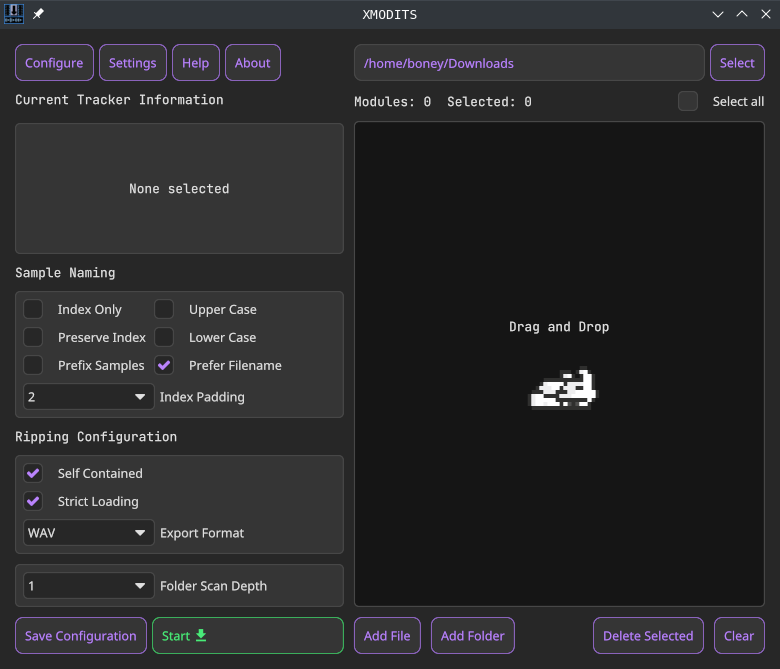 XMODITS
Configure Settings Help About
/home/boney/Downloads Select
Current Tracker Information
Modules: 0 Selected: 0 Select all
None selected
Sample Naming
Index Only Upper Case
Preserve Index Lower Case
Prefix Samples Prefer Filename
2 Index Padding
Drag and Drop
Ripping Configuration
Self Contained
Strict Loading
WAV Export Format
1 Folder Scan Depth
Save Configuration Start Add File Add Folder Delete Selected Clear